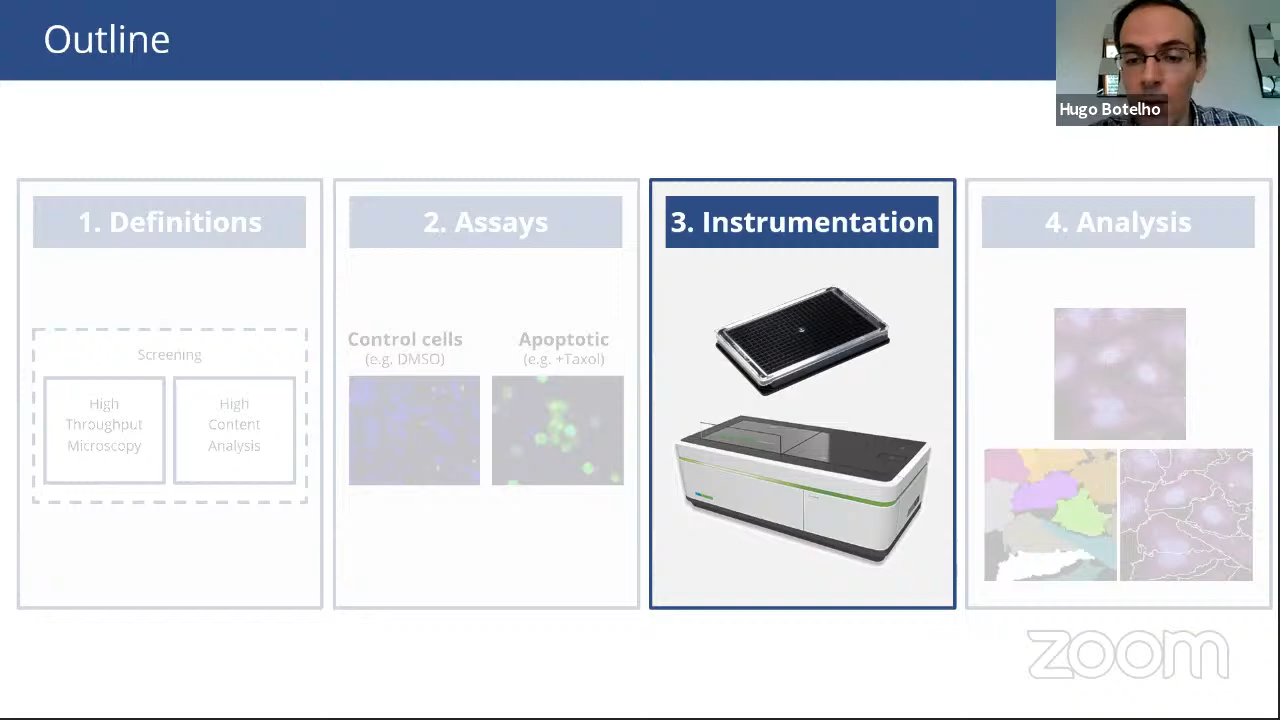 Outline
Hugo Botelho
1. Definitions
Screening
High
Throughput
Microscopy
High
Content
Analysis
2. Assays
Control cells
(e.g. DMSO)
Apoptotic
(e.g. +Taxol)
3. Instrumentation
4. Analysis
zoom